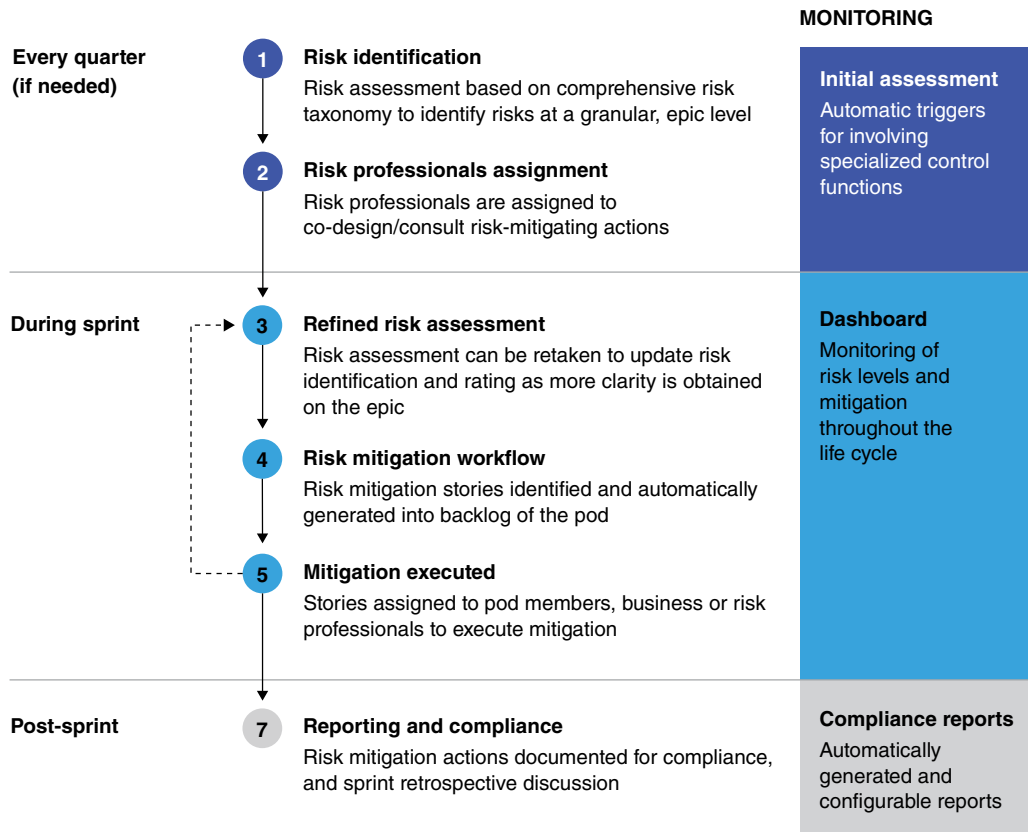 MONITORING
Every quarter
(if needed)
1
Risk identification
Risk assessment based on comprehensive risk
taxonomy to identify risks at a granular, epic level
2
Risk professionals assignment
Risk professionals are assigned to
co-design/consult risk-mitigating actions
Initial assessment
Automatic triggers
for involving
specialized control
functions
During sprint
3
Refined risk assessment
Risk assessment can be retaken to update risk
identification and rating as more clarity is obtained
on the epic
4
Risk mitigation workflow
Risk mitigation stories identified and automatically
generated into backlog of the pod
5
Mitigation executed
Stories assigned to pod members, business or risk
professionals to execute mitigation
Dashboard
Monitoring of
risk levels and
mitigation
throughout the
life cycle
Post-sprint
7
Reporting and compliance
Risk mitigation actions documented for compliance,
and sprint retrospective discussion
Compliance reports
Automatically
generated and
configurable reports